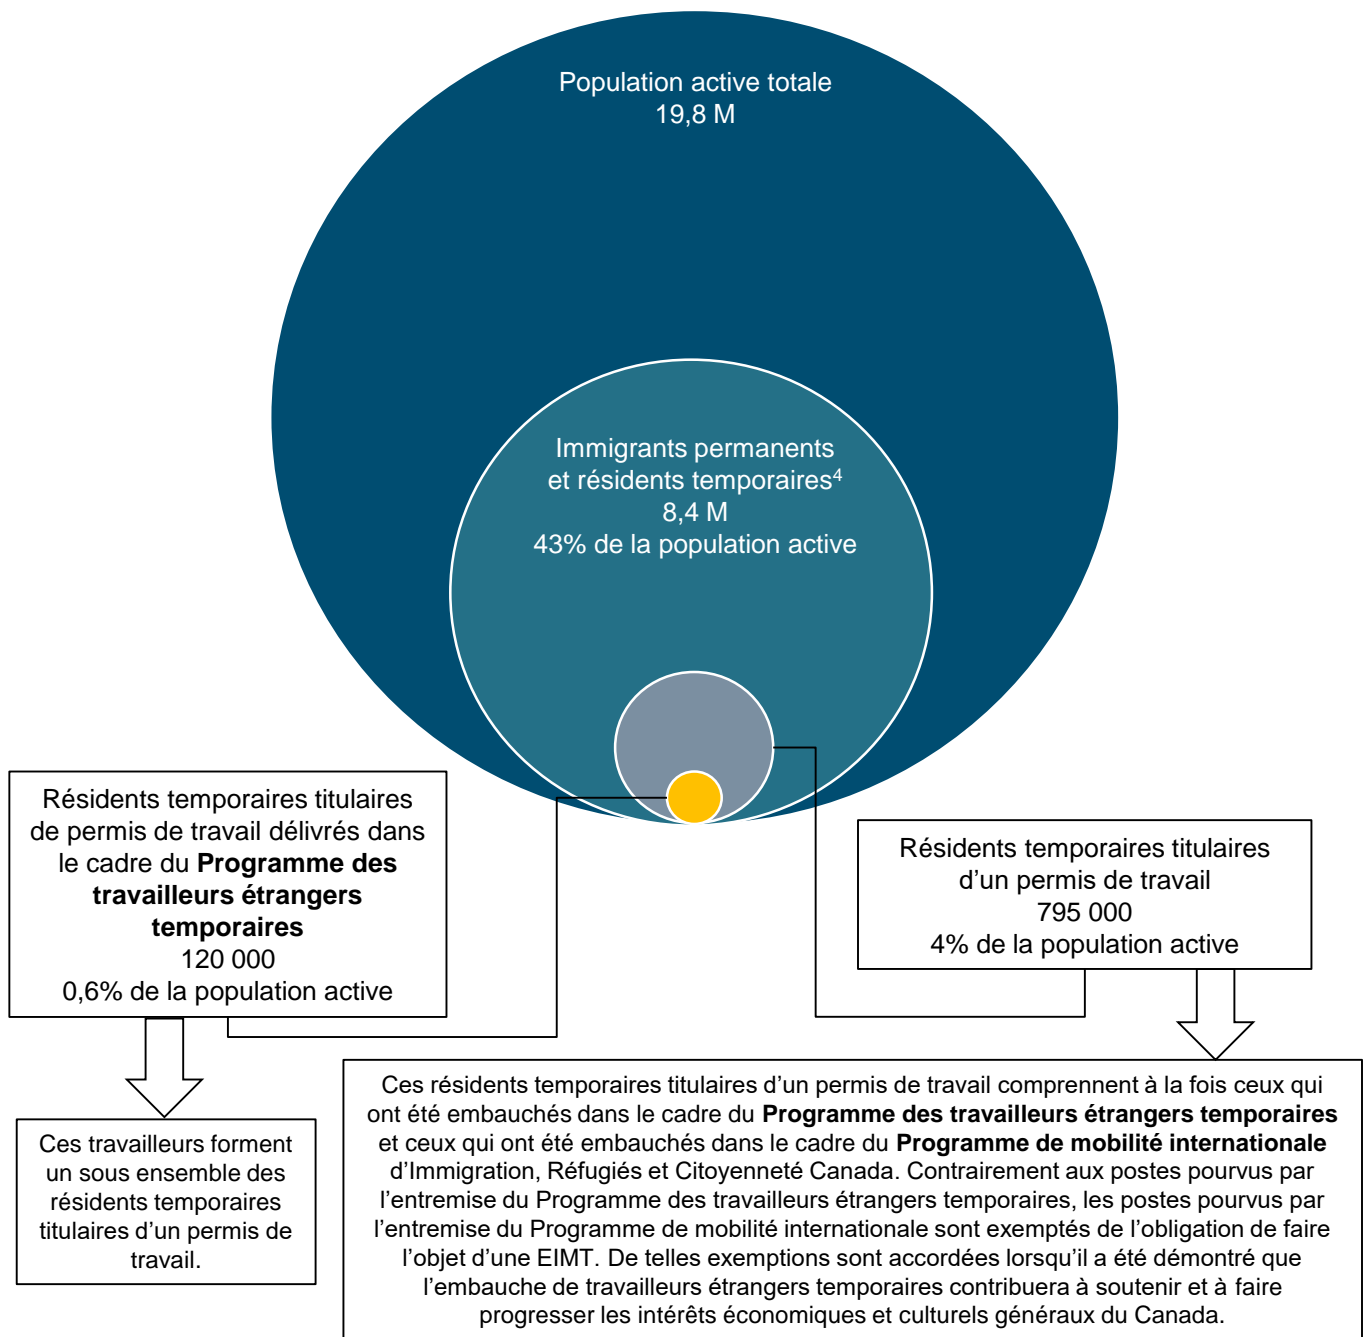 Population active totale
19,8 M
Immigrants permanents
et résidents temporaires⁴
8,4 M
43% de la population active
Résidents temporaires titulaires
de permis de travail délivrés dans
le cadre du Programme des
travailleurs étrangers
temporaires
120 000
0,6% de la population active
Résidents temporaires titulaires
d’un permis de travail
795 000
4% de la population active
Ces travailleurs forment
un sous ensemble des
résidents temporaires
titulaires d’un permis de
travail.
Ces résidents temporaires titulaires d’un permis de travail comprennent à la fois ceux qui
ont été embauchés dans le cadre du Programme des travailleurs étrangers temporaires
et ceux qui ont été embauchés dans le cadre du Programme de mobilité internationale
d’Immigration, Réfugiés et Citoyenneté Canada. Contrairement aux postes pourvus par
l’entremise du Programme des travailleurs étrangers temporaires, les postes pourvus par
l’entremise du Programme de mobilité internationale sont exemptés de l’obligation de faire
l’objet d’une EIMT. De telles exemptions sont accordées lorsqu’il a été démontré que
l’embauche de travailleurs étrangers temporaires contribuera à soutenir et à faire
progresser les intérêts économiques et culturels généraux du Canada.